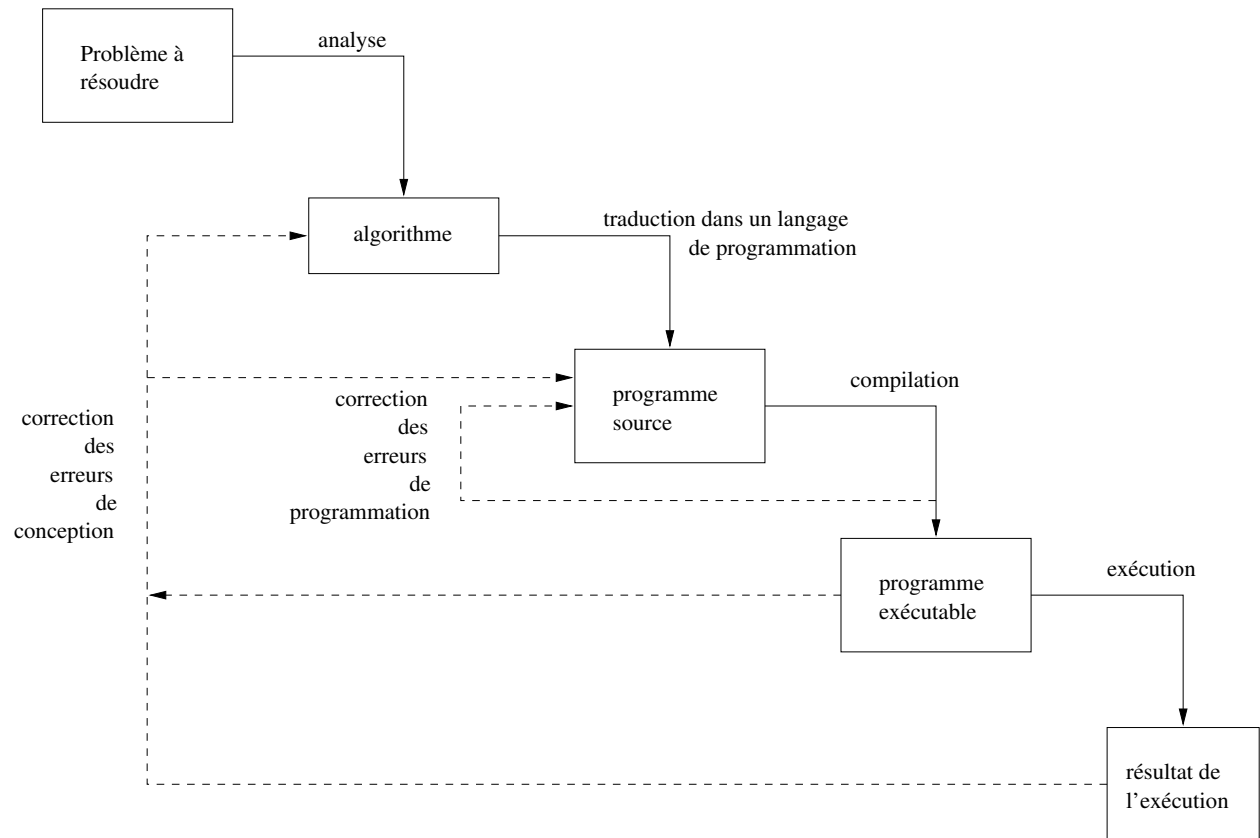 Problème à
résoudre
analyse
algorithme
traduction dans un langage
de programmation
programme
source
compilation
correction
des
erreurs
de
programmation
correction
des
erreurs
de
conception
programme
exécutable
exécution
résultat de
l'exécution